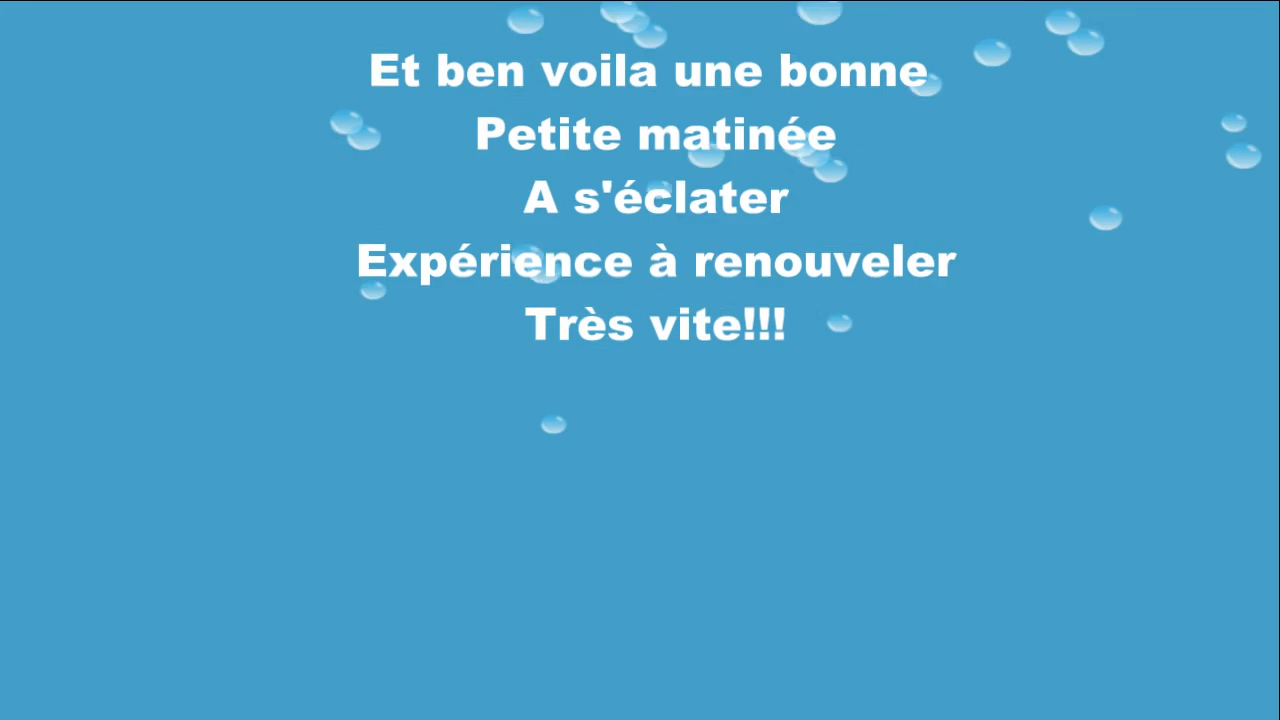 Et ben voila une bonne
Petite matinée
A s'éclater
Expérience à renouveler
Très vite!!!